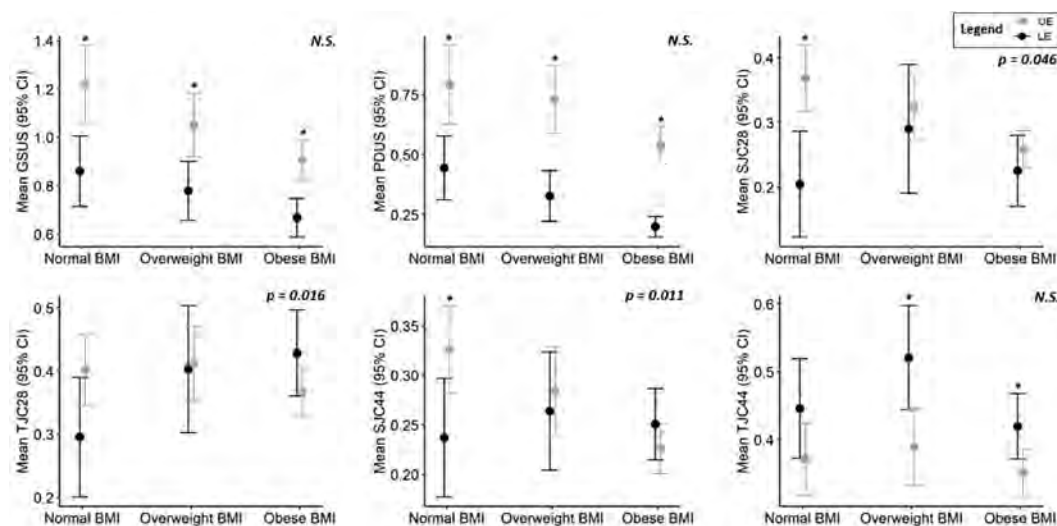 Legend
UE
LE
Mean GSUS (95% CI)
1.4
1.2
1.0
0.8
0.6
*
*
*
N.S.
Normal BMI
Overweight BMI
Obese BMI
Mean PDUS (95% CI)
0.75
0.50
0.25
*
*
*
N.S.
Normal BMI
Overweight BMI
Obese BMI
Mean SJC28 (95% CI)
0.4
0.3
0.2
*
p = 0.046
Normal BMI
Overweight BMI
Obese BMI
Mean TJC28 (95% CI)
0.5
0.4
0.3
0.2
p = 0.016
Normal BMI
Overweight BMI
Obese BMI
Mean SJC44 (95% CI)
0.35
0.30
0.25
0.20
*
p = 0.011
Normal BMI
Overweight BMI
Obese BMI
Mean TJC44 (95% CI)
0.6
0.5
0.4
*
*
N.S.
Normal BMI
Overweight BMI
Obese BMI